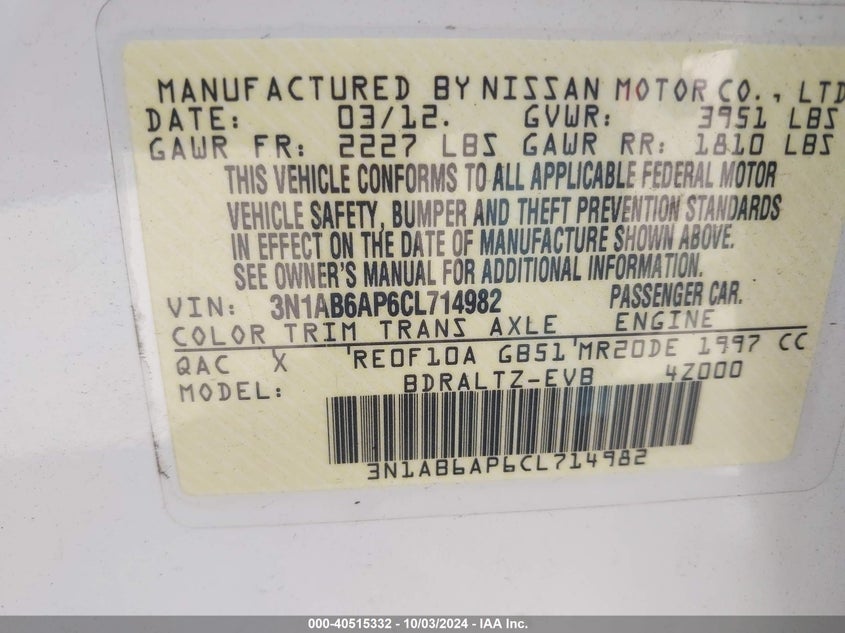 MANUFACTURED BY NISSAN MOTOR CO., LTD
DATE: 03/12. GVWR: 3951 LBS
GAWR FR: 2227 LBS GAWR RR: 1810 LBS
THIS VEHICLE CONFORMS TO ALL APPLICABLE FEDERAL MOTOR
VEHICLE SAFETY, BUMPER AND THEFT PREVENTION STANDARDS
IN EFFECT ON THE DATE OF MANUFACTURE SHOWN ABOVE.
SEE OWNER'S MANUAL FOR ADDITIONAL INFORMATION.
VIN: 3N1AB6AP6CL714982 PASSENGER CAR.
COLOR TRIM TRANS AXLE ENGINE
QAC X RE0F10A GB51 MR20DE 1997 CC
MODEL: BDRALTZ-EVB 4Z000
3N1AB6AP6CL714982
000-40515332 - 10/03/2024 - IAA Inc.